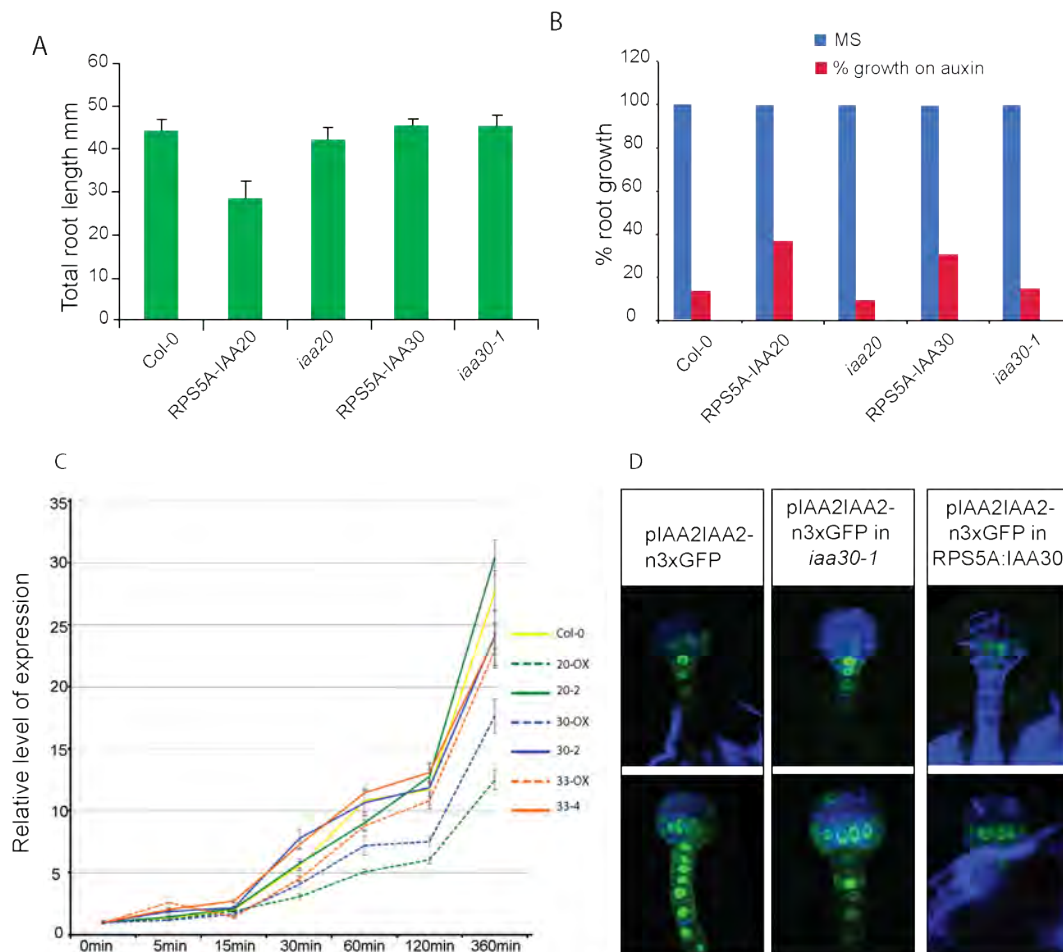 A
Total root length mm
60
50
40
30
20
10
0
Col-0
RPS5A-IAA20
iaa20
RPS5A-IAA30
iaa30-1
B
MS
% growth on auxin
% root growth
120
100
80
60
40
20
0
Col-0
RPS5A-IAA20
iaa20
RPS5A-IAA30
iaa30-1
C
Relative level of expression
35
30
25
20
15
10
5
0
0min
5min
15min
30min
60min
120min
360min
Col-0
20-OX
20-2
30-OX
30-2
33-OX
33-4
D
pIAA2IAA2-
n3xGFP
pIAA2IAA2-
n3xGFP in
iaa30-1
pIAA2IAA2-
n3xGFP in
RPS5A:IAA30